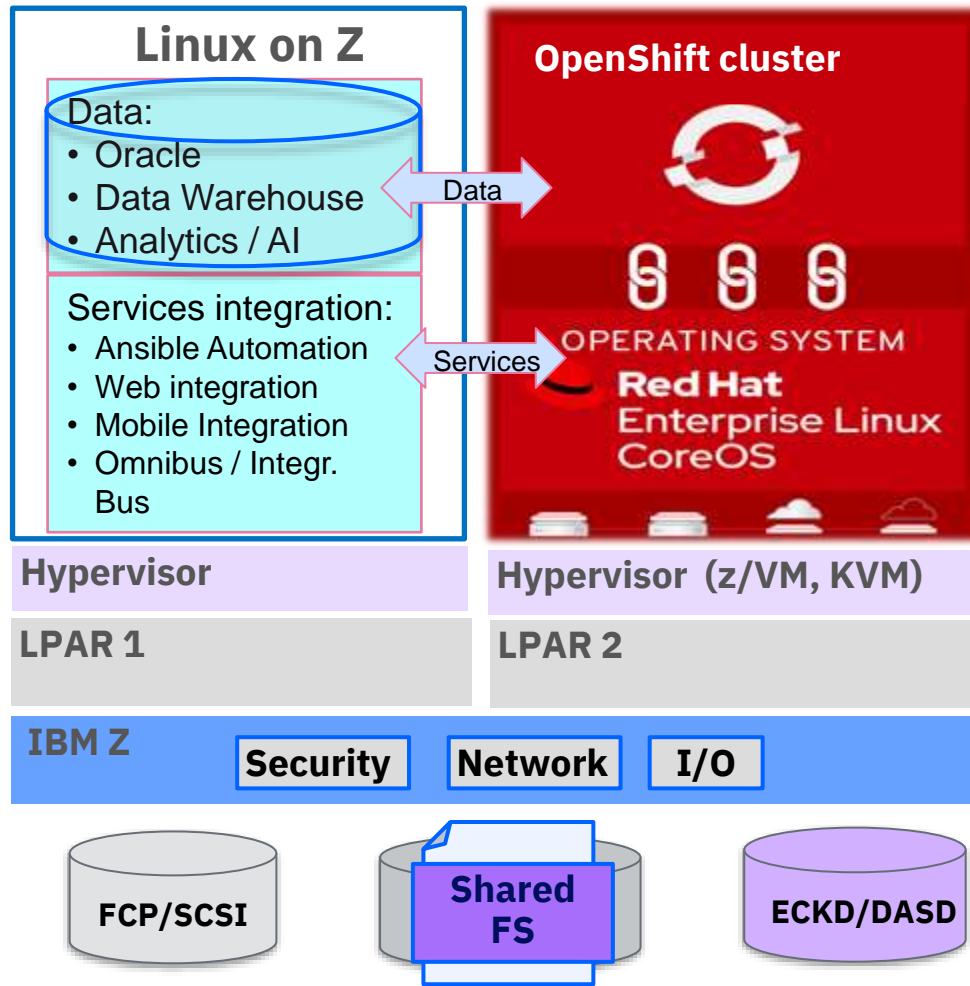 Linux on Z
Data:
• Oracle
• Data Warehouse
• Analytics / AI
Services integration:
• Ansible Automation
• Web integration
• Mobile Integration
• Omnibus / Integr.
Bus
Data
Services
OpenShift cluster
OPERATING SYSTEM
Red Hat
Enterprise Linux
CoreOS
Hypervisor
Hypervisor (z/VM, KVM)
LPAR 1
LPAR 2
IBM Z
Security
Network
I/O
FCP/SCSI
Shared
FS
ECKD/DASD